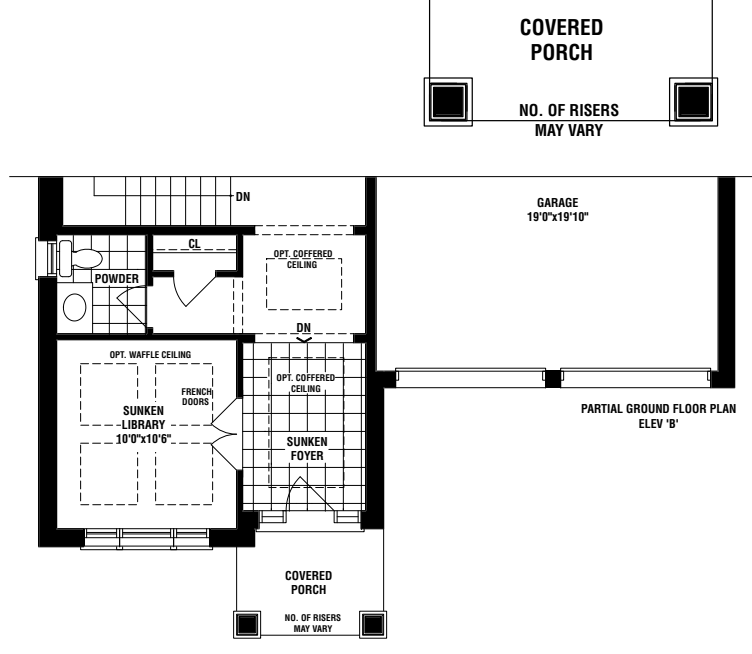 COVERED
PORCH
NO. OF RISERS
MAY VARY
DN
GARAGE
19'0"x19'10"
CL
OPT. COFFERED
CEILING
POWDER
DN
OPT. WAFFLE CEILING
OPT. COFFERED
CEILING
FRENCH
DOORS
SUNKEN
LIBRARY
10'0"x10'6"
SUNKEN
FOYER
PARTIAL GROUND FLOOR PLAN
ELEV 'B'
COVERED
PORCH
NO. OF RISERS
MAY VARY